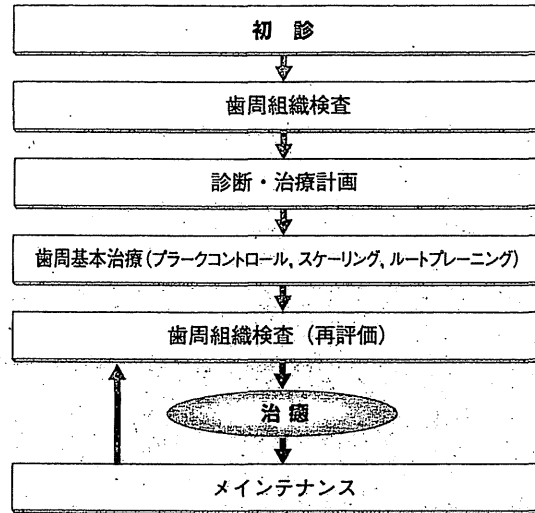 初 診
歯周組織検査
診断・治療計画
歯周基本治療(プラークコントロール,スケーリング,ルートプレーニング)
歯周組織検査(再評価)
治癒
メインテナンス